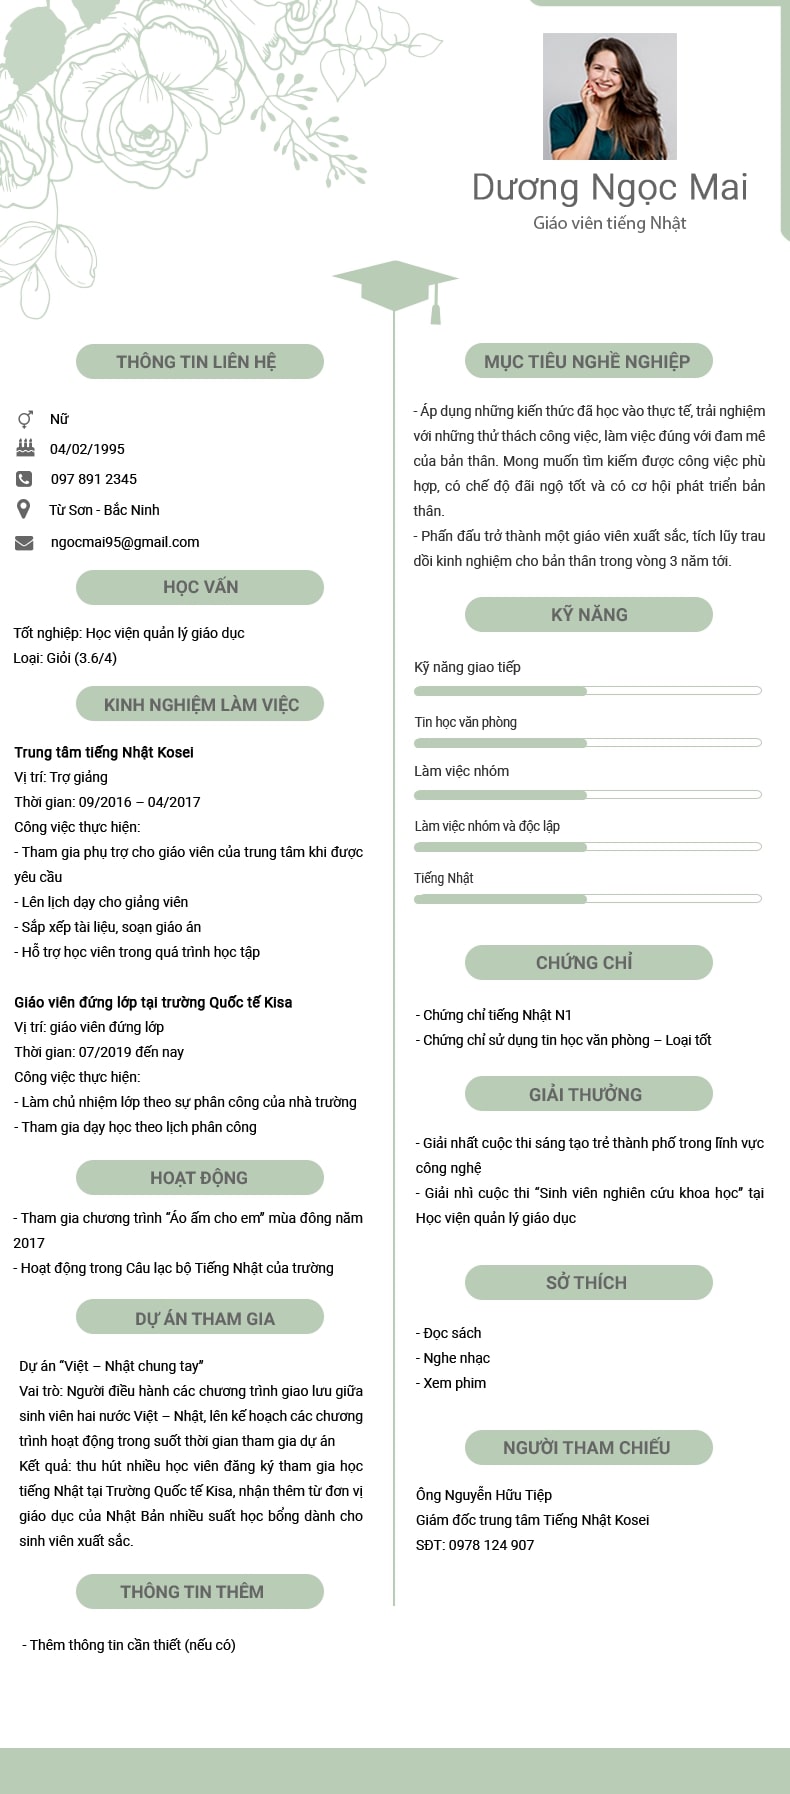 Dương Ngọc Mai
Giáo viên tiếng Nhật
THÔNG TIN LIÊN HỆ
Nữ
04/02/1995
097 891 2345
Từ Sơn - Bắc Ninh
ngocmai95@gmail.com
HỌC VẤN
Tốt nghiệp: Học viện quản lý giáo dục
Loại: Giỏi (3.6/4)
KINH NGHIỆM LÀM VIỆC
Trung tâm tiếng Nhật Kosei
Vị trí: Trợ giảng
Thời gian: 09/2016 – 04/2017
Công việc thực hiện:
- Tham gia phụ trợ cho giáo viên của trung tâm khi được
yêu cầu
- Lên lịch dạy cho giảng viên
- Sắp xếp tài liệu, soạn giáo án
- Hỗ trợ học viên trong quá trình học tập
Giáo viên đứng lớp tại trường Quốc tế Kisa
Vị trí: giáo viên đứng lớp
Thời gian: 07/2019 đến nay
Công việc thực hiện:
- Làm chủ nhiệm lớp theo sự phân công của nhà trường
- Tham gia dạy học theo lịch phân công
HOẠT ĐỘNG
- Tham gia chương trình “Áo ấm cho em” mùa đông năm
2017
- Hoạt động trong Câu lạc bộ Tiếng Nhật của trường
DỰ ÁN THAM GIA
Dự án “Việt – Nhật chung tay”
Vai trò: Người điều hành các chương trình giao lưu giữa
sinh viên hai nước Việt – Nhật, lên kế hoạch các chương
trình hoạt động trong suốt thời gian tham gia dự án
Kết quả: thu hút nhiều học viên đăng ký tham gia học
tiếng Nhật tại Trường Quốc tế Kisa, nhận thêm từ đơn vị
giáo dục của Nhật Bản nhiều suất học bổng dành cho
sinh viên xuất sắc.
THÔNG TIN THÊM
- Thêm thông tin cần thiết (nếu có)
MỤC TIÊU NGHỀ NGHIỆP
- Áp dụng những kiến thức đã học vào thực tế, trải nghiệm
với những thử thách công việc, làm việc đúng với đam mê
của bản thân. Mong muốn tìm kiếm được công việc phù
hợp, có chế độ đãi ngộ tốt và có cơ hội phát triển bản
thân.
- Phấn đấu trở thành một giáo viên xuất sắc, tích lũy trau
dồi kinh nghiệm cho bản thân trong vòng 3 năm tới.
KỸ NĂNG
Kỹ năng giao tiếp
Tin học văn phòng
Làm việc nhóm
Làm việc nhóm và độc lập
Tiếng Nhật
CHỨNG CHỈ
- Chứng chỉ tiếng Nhật N1
- Chứng chỉ sử dụng tin học văn phòng – Loại tốt
GIẢI THƯỞNG
- Giải nhất cuộc thi sáng tạo trẻ thành phố trong lĩnh vực
công nghệ
- Giải nhì cuộc thi “Sinh viên nghiên cứu khoa học” tại
Học viện quản lý giáo dục
SỞ THÍCH
- Đọc sách
- Nghe nhạc
- Xem phim
NGƯỜI THAM CHIẾU
Ông Nguyễn Hữu Tiệp
Giám đốc trung tâm Tiếng Nhật Kosei
SĐT: 0978 124 907